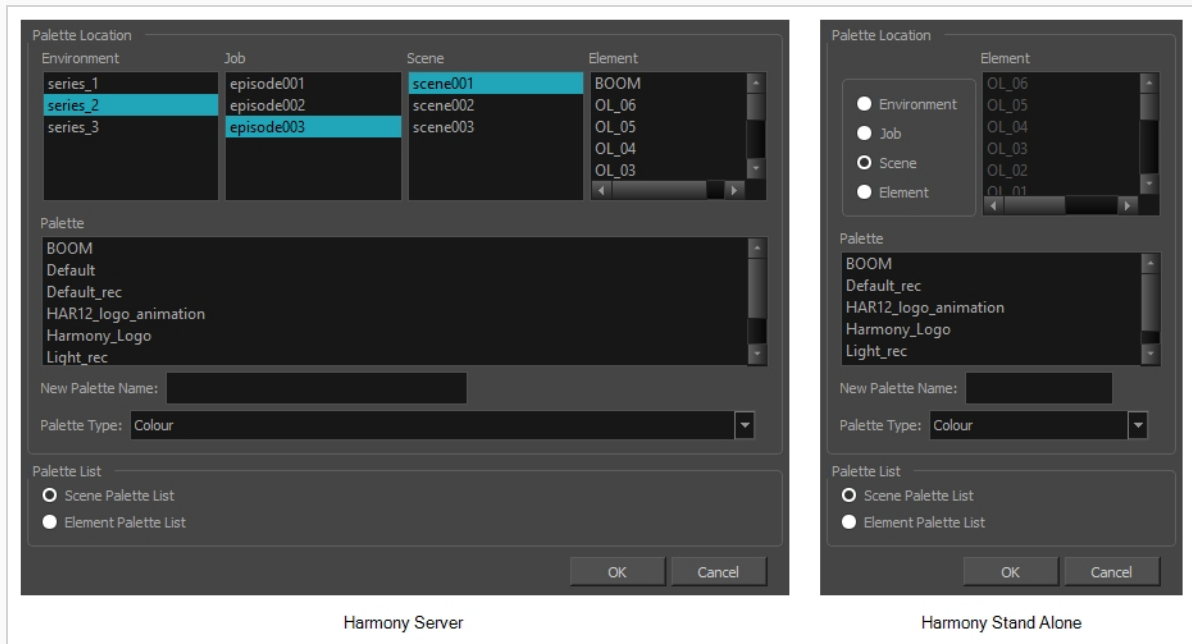 Palette Location
Environment
Job
Scene
Element
series_1
series_2
series_3
episode001
episode002
episode003
scene001
scene002
scene003
BOOM
OL_06
OL_05
OL_04
OL_03
Palette
BOOM
Default
Default_rec
HAR12_logo_animation
Harmony_Logo
Light_rec
New Palette Name:
Palette Type: Colour
Palette List
Scene Palette List
Element Palette List
OK
Cancel
Harmony Server
Palette Location
Element
Environment
Job
Scene
Element
OL_06
OL_05
OL_04
OL_03
OL_02
OL_01
Palette
BOOM
Default_rec
HAR12_logo_animation
Harmony_Logo
Light_rec
New Palette Name:
Palette Type: Colour
Palette List
Scene Palette List
Element Palette List
OK
Cancel
Harmony Stand Alone